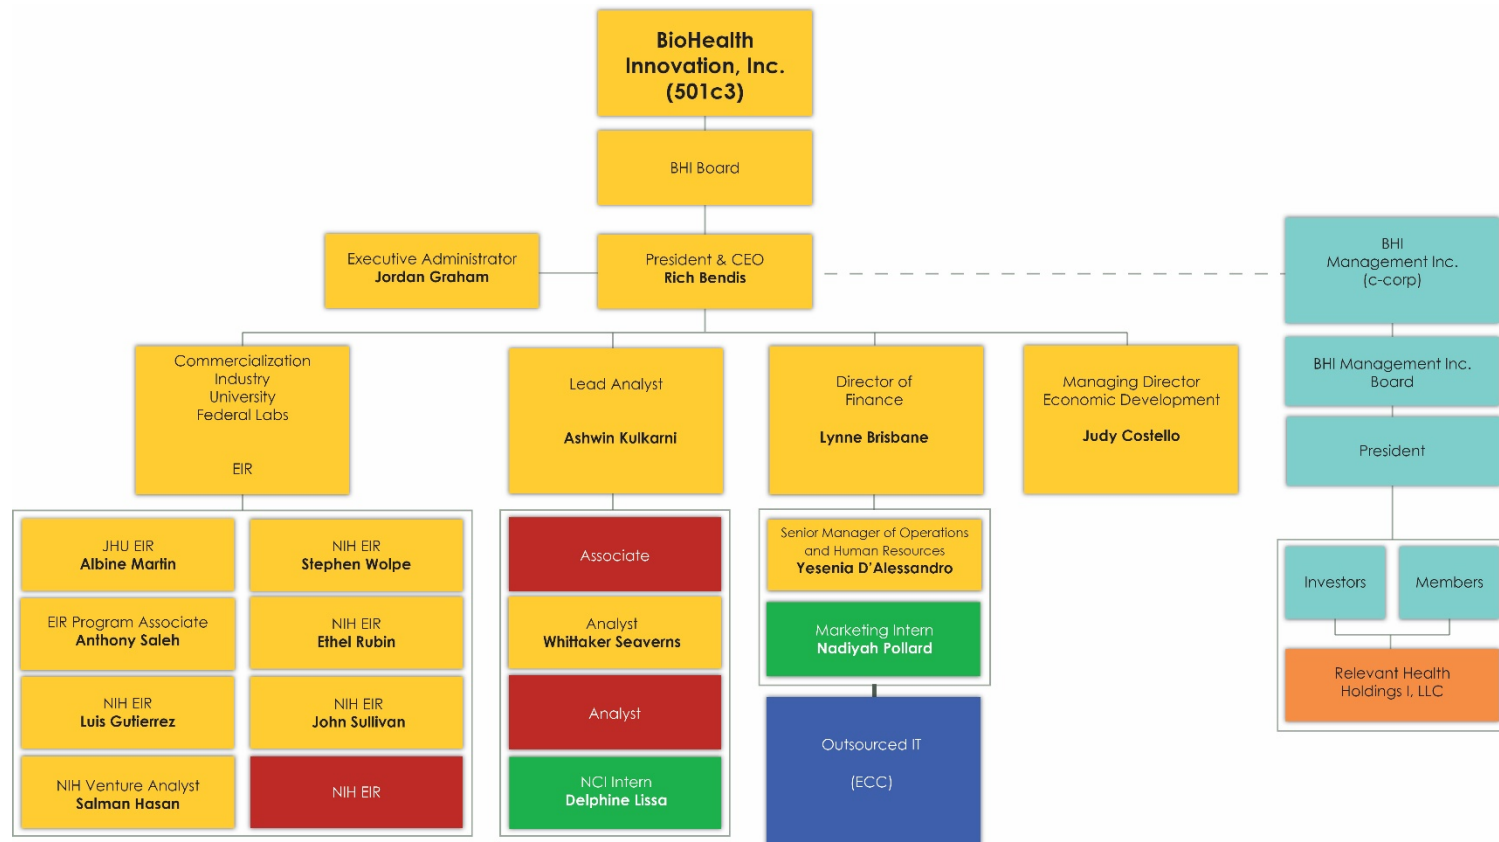 BioHealth
Innovation, Inc.
(501c3)
BHI Board
Executive Administrator
Jordan Graham
President & CEO
Rich Bendis
BHI
Management Inc.
(c-corp)
BHI Management Inc.
Board
President
Investors
Members
Relevant Health
Holdings I, LLC
Commercialization
Industry
University
Federal Labs
EIR
Lead Analyst
Ashwin Kulkarni
Director of
Finance
Lynne Brisbane
Managing Director
Economic Development
Judy Costello
JHU EIR
Albine Martin
NIH EIR
Stephen Wolpe
EIR Program Associate
Anthony Saleh
NIH EIR
Ethel Rubin
NIH EIR
Luis Gutierrez
NIH EIR
John Sullivan
NIH Venture Analyst
Salman Hasan
NIH EIR
Associate
Analyst
Whittaker Seaverns
Analyst
NCI Intern
Delphine Lissa
Senior Manager of Operations
and Human Resources
Yesenia D'Alessandro
Marketing Intern
Nadiyah Pollard
Outsourced IT
(ECC)